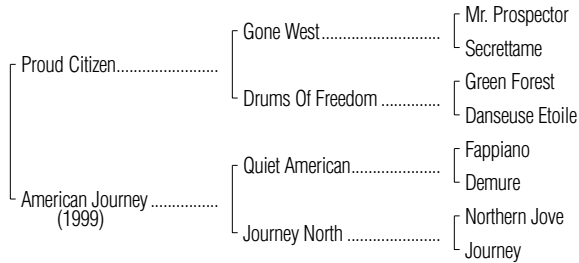 Mr. Prospector
Gone West
Secrettame
Proud Citizen
Green Forest
Drums Of Freedom
Danseuse Etoile
Fappiano
Quiet American
Demure
American Journey
(1999)
Northern Jove
Journey North
Journey